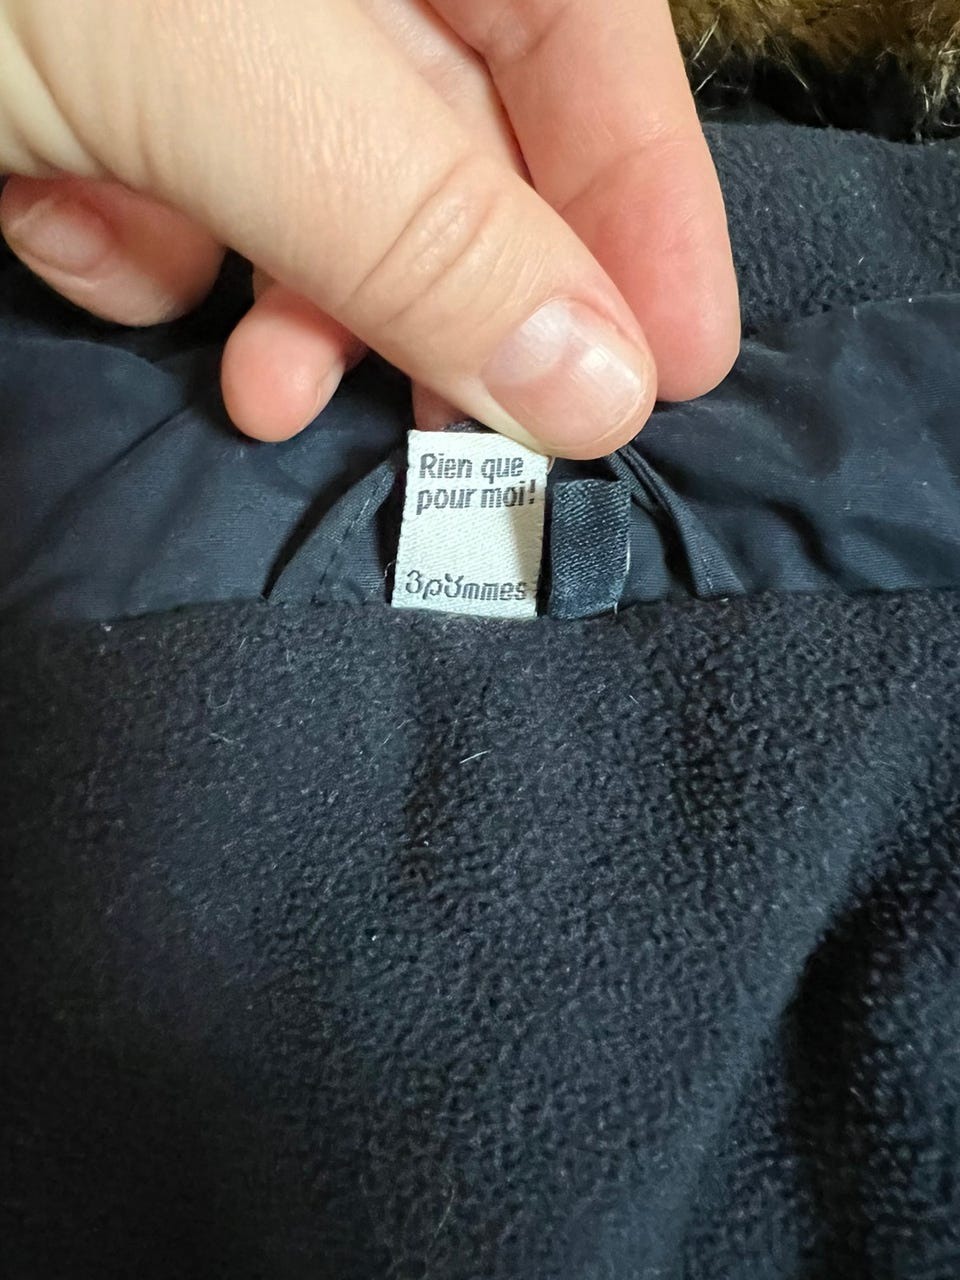 Rien que
pour moi!
3pommes